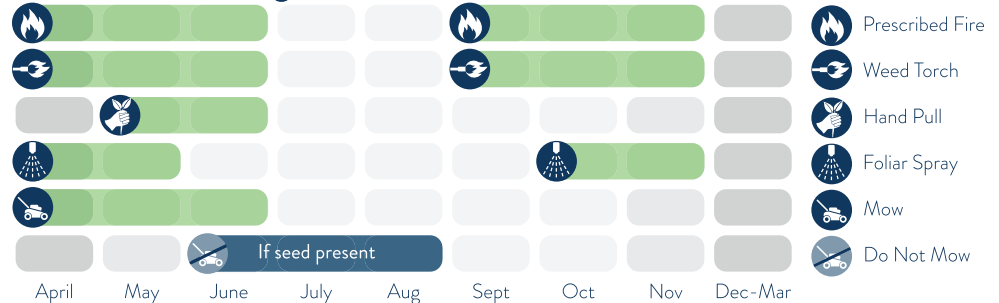 Prescribed Fire
Weed Torch
Hand Pull
Foliar Spray
Mow
If seed present
Do Not Mow
April May June July Aug Sept Oct Nov Dec-Mar